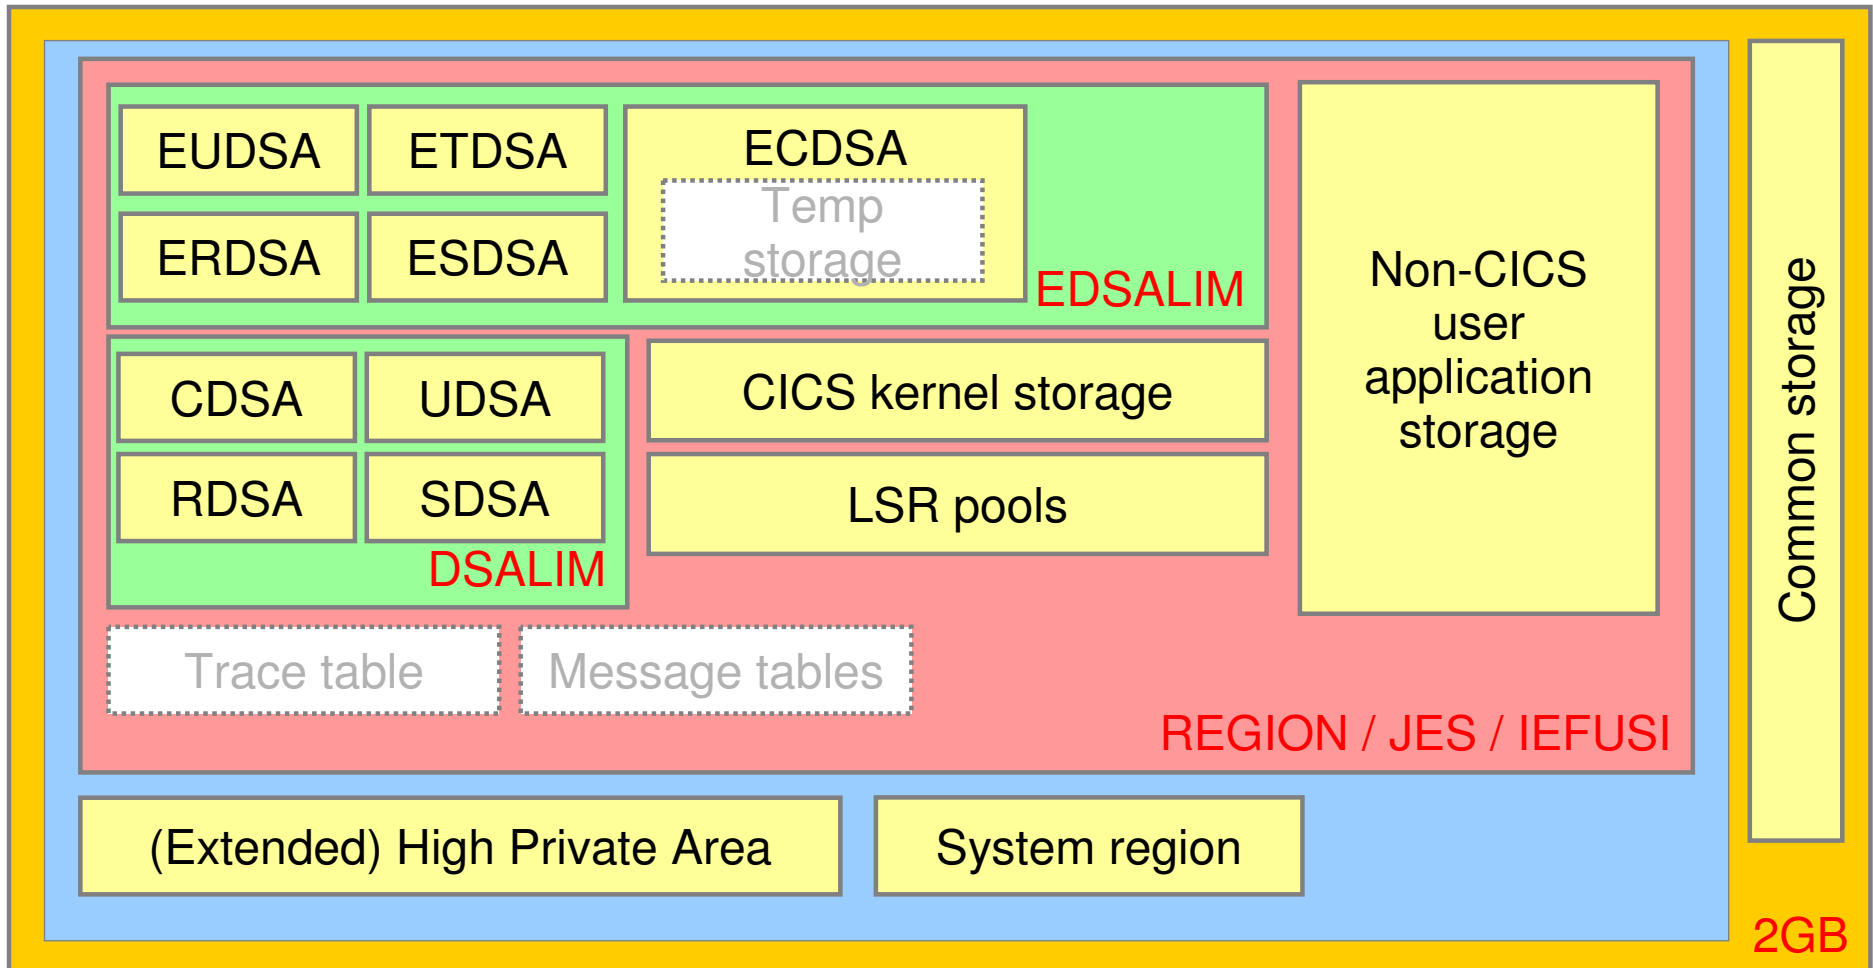 EUDSA
ETDSA
ECDSA
Temp
storage
ERDSA
ESDSA
EDSALIM
CDSA
UDSA
RDSA
SDSA
DSALIM
CICS kernel storage
LSR pools
Non-CICS
user
application
storage
Trace table
Message tables
REGION / JES / IEFUSI
(Extended) High Private Area
System region
Common storage
2GB